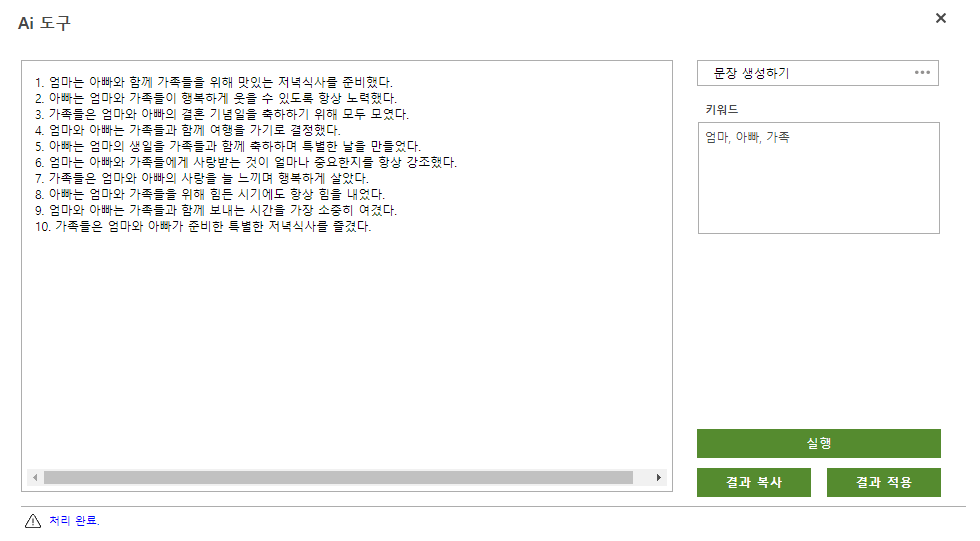 Ai 도구
1. 엄마는 아빠와 함께 가족들을 위해 맛있는 저녁식사를 준비했다.
2. 아빠는 엄마와 가족들이 행복하게 웃을 수 있도록 항상 노력했다.
3. 가족들은 엄마와 아빠의 결혼 기념일을 축하하기 위해 모두 모였다.
4. 엄마와 아빠는 가족들과 함께 여행을 가기로 결정했다.
5. 아빠는 엄마의 생일을 가족들과 함께 축하하며 특별한 날을 만들었다.
6. 엄마는 아빠와 가족들에게 사랑받는 것이 얼마나 중요한지를 항상 강조했다.
7. 가족들은 엄마와 아빠의 사랑을 늘 느끼며 행복하게 살았다.
8. 아빠는 엄마와 가족들을 위해 힘든 시기에도 항상 힘을 내었다.
9. 엄마와 아빠는 가족들과 함께 보내는 시간을 가장 소중히 여겼다.
10. 가족들은 엄마와 아빠가 준비한 특별한 저녁식사를 즐겼다.
문장 생성하기
키워드
엄마, 아빠, 가족
실행
결과 복사
결과 적용
처리 완료.